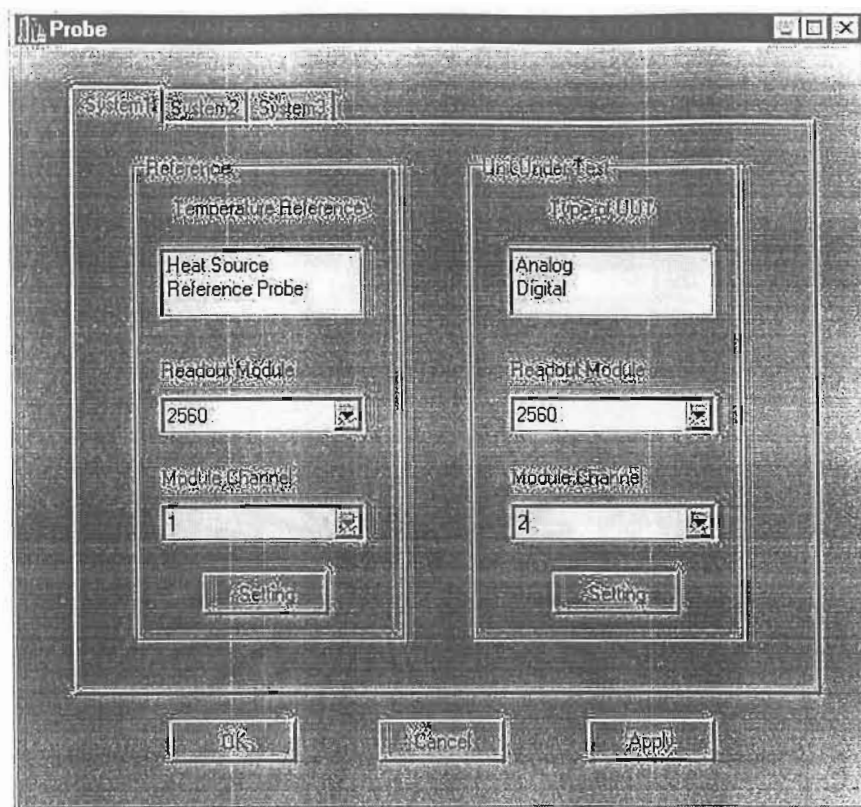 Probe
System1 System2 System3
Reference
Temperature Reference
Heat Source
Reference Probe
Readout Module
2560
Module Channel
1
Setting
Unit Under Test
Type of UUT
Analog
Digital
Readout Module
2560
Module Channel
2
Setting
OK Cancel Apply